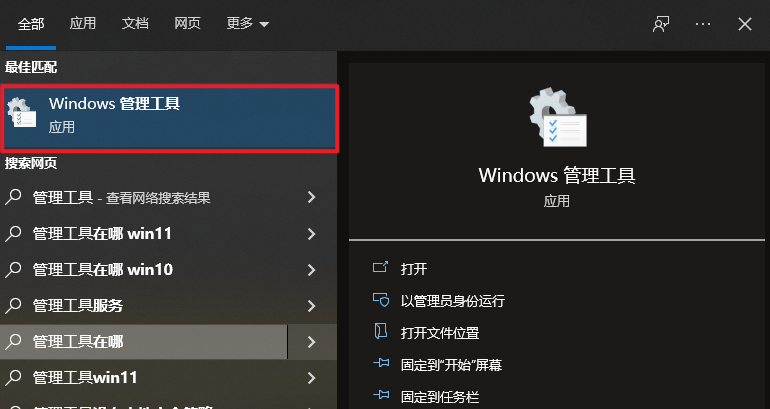 全部 应用 文档 网页 更多
最佳匹配
Windows 管理工具
应用
搜索网页
管理工具 - 查看网络搜索结果
管理工具在哪 win11
管理工具在哪 win10
管理工具服务
管理工具在哪
管理工具win11
Windows 管理工具
应用
打开
以管理员身份运行
打开文件位置
固定到"开始"屏幕
固定到任务栏